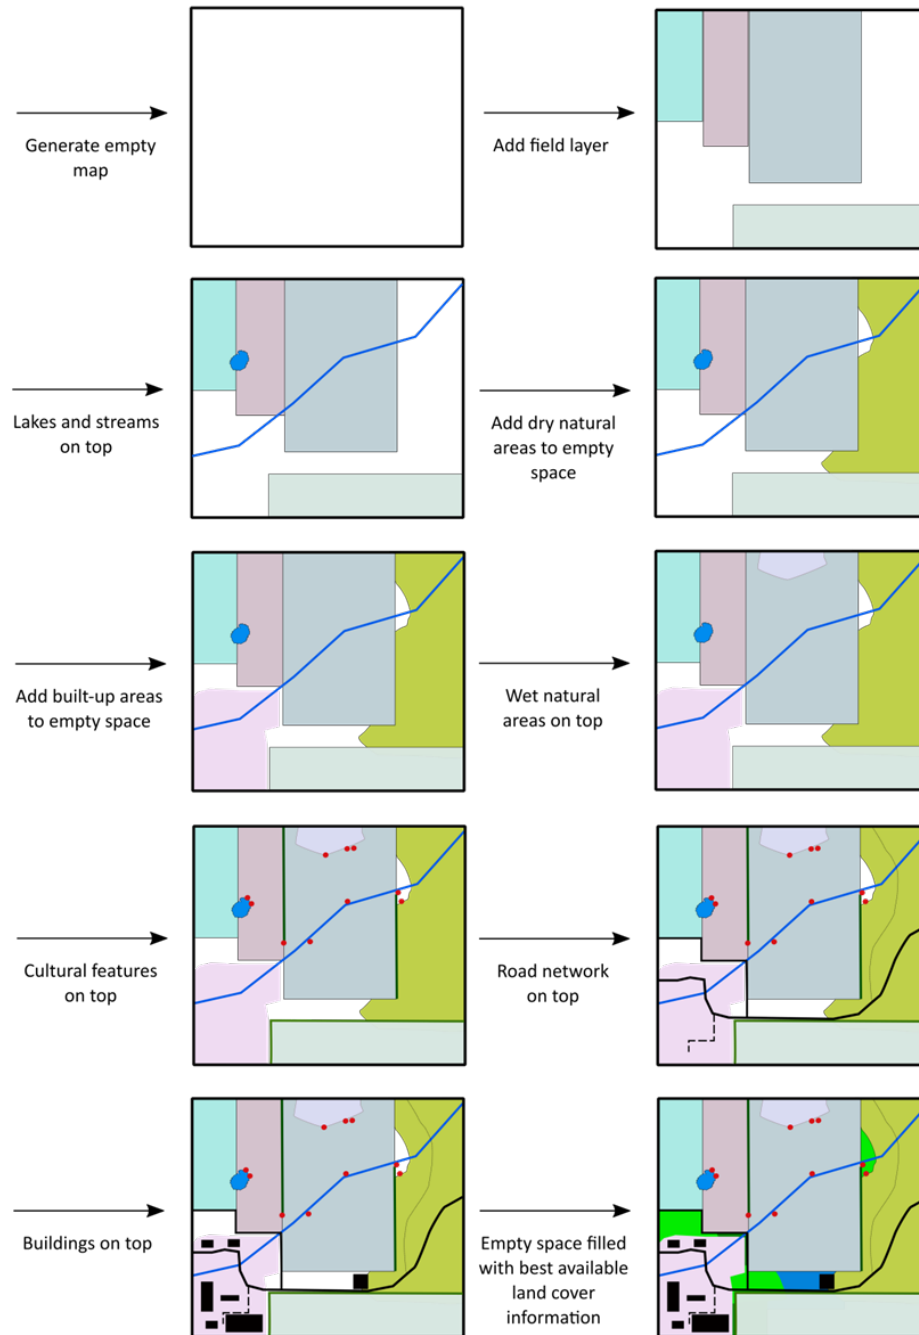 Generate empty
map
Add field layer
Lakes and streams
on top
Add dry natural
areas to empty
space
Add built-up areas
to empty space
Wet natural
areas on top
Cultural features
on top
Road network
on top
Buildings on top
Empty space filled
with best available
land cover
information